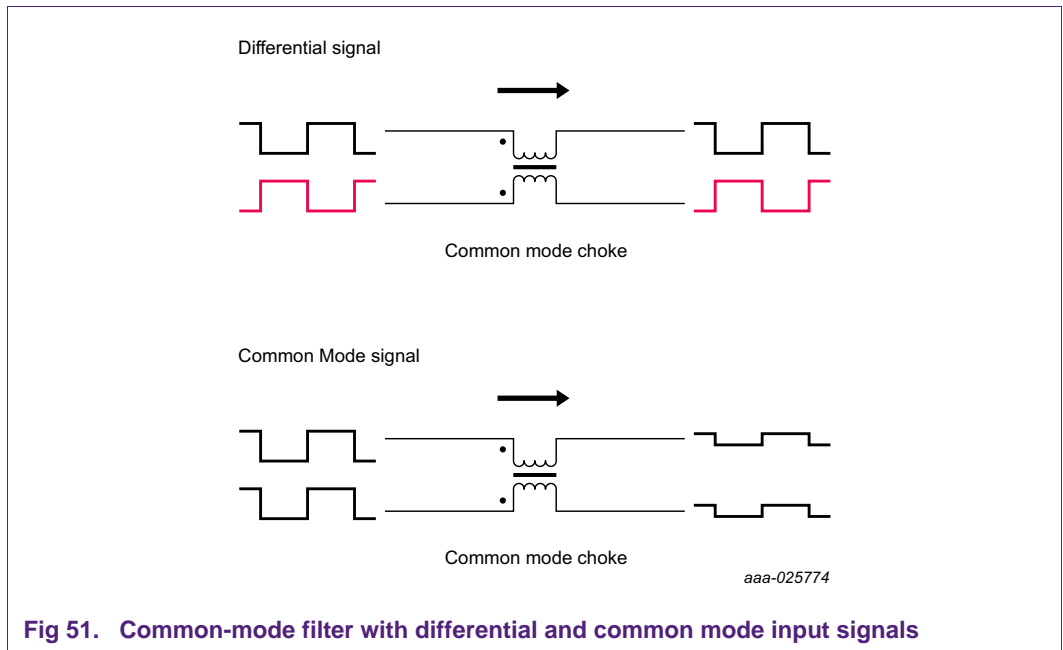 Differential signal
Common mode choke
Common Mode signal
Common mode choke
aaa-025774
Fig 51. Common-mode filter with differential and common mode input signals